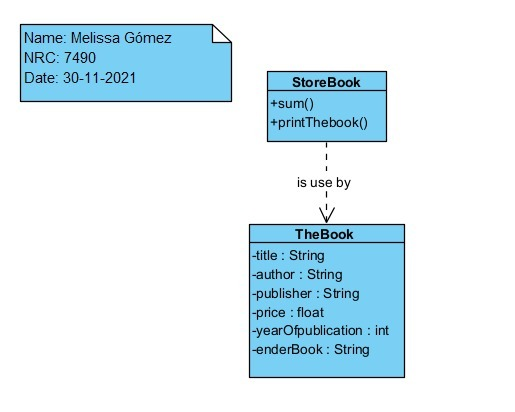 Name: Melissa Gómez
NRC: 7490
Date: 30-11-2021
StoreBook
+sum()
+printThebook()
is use by
TheBook
-title : String
-author : String
-publisher : String
-price : float
-yearOfpublication : int
-enderBook : String